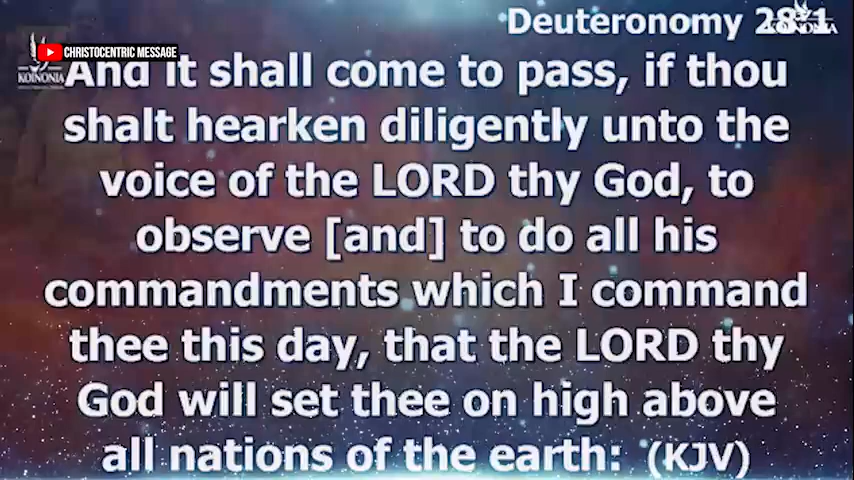 Deuteronomy 28:1
KOINONIA
CHRISTOCENTRIC MESSAGE
KOINONIA
And it shall come to pass, if thou
shalt hearken diligently unto the
voice of the LORD thy God, to
observe [and] to do all his
commandments which I command
thee this day, that the LORD thy
God will set thee on high above
all nations of the earth: (KJV)